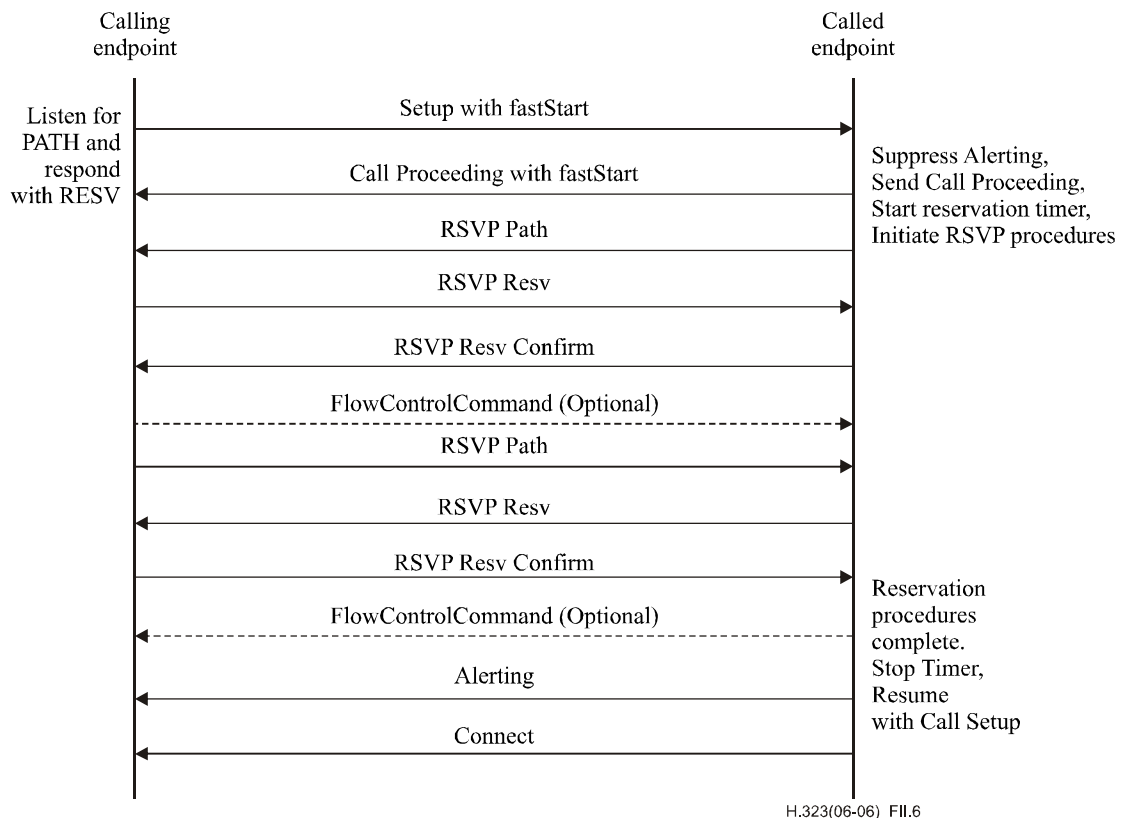 Calling
endpoint
Called
endpoint
Listen for
PATH and
respond
with RESV
Setup with fastStart
Call Proceeding with fastStart
Suppress Alerting,
Send Call Proceeding,
Start reservation timer,
Initiate RSVP procedures
RSVP Path
RSVP Resv
RSVP Resv Confirm
FlowControlCommand (Optional)
RSVP Path
RSVP Resv
RSVP Resv Confirm
FlowControlCommand (Optional)
Alerting
Connect
Reservation
procedures
complete.
Stop Timer,
Resume
with Call Setup
H.323(06-06)_FII.6